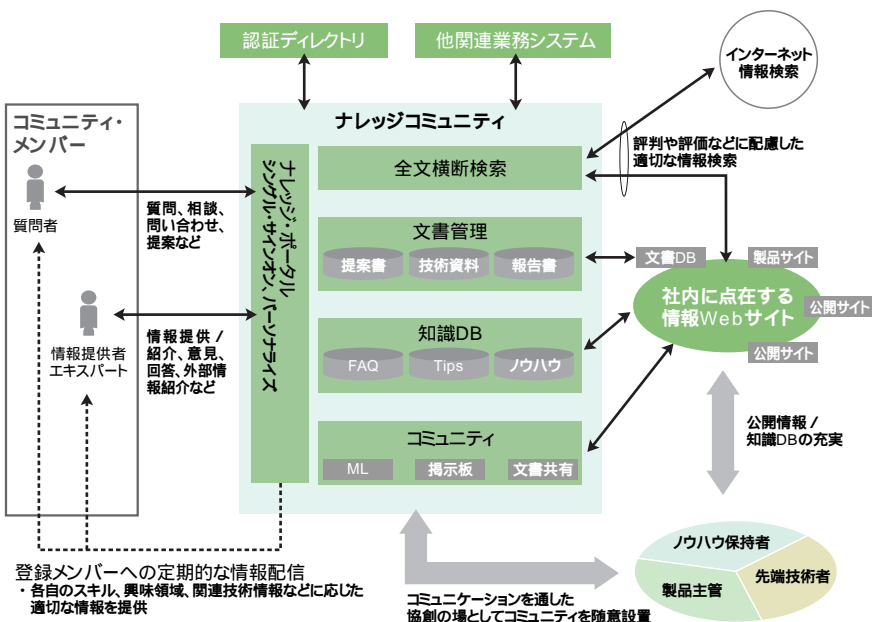 認証ディレクトリ
他関連業務システム
インターネット
情報検索
コミュニティ・
メンバー
質問者
情報提供者
エキスパート
質問、相談、
問い合わせ、
提案など
情報提供 /
紹介、意見、
回答、外部情
報紹介など
ナレッジコミュニティ
ナレッジ・ポータル
シングル・サインオン、パーソナライズ
全文横断検索
文書管理
提案書
技術資料
報告書
知識DB
FAQ
Tips
ノウハウ
コミュニティ
ML
掲示板
文書共有
評判や評価などに配慮した
適切な情報検索
文書DB
製品サイト
社内に点在する
情報Webサイト
公開サイト
公開サイト
公開情報 /
知識DBの充実
ノウハウ保持者
先端技術者
製品主管
登録メンバーへの定期的な情報配信
・各自のスキル、興味領域、関連技術情報などに応じた
適切な情報を提供
コミュニケーションを通した
協創の場としてコミュニティを随意設置